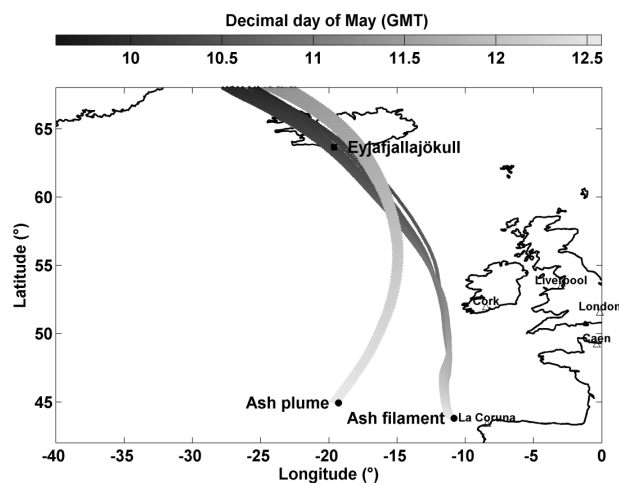 Decimal day of May (GMT)
10 10.5 11 11.5 12 12.5
65
Eyjafjallajökull
60
Latitude (°)
55
Liverpool
Cork
London
50
Caen
45
Ash plume
Ash filament
La Coruna
-40 -35 -30 -25 -20 -15 -10 -5 0
Longitude (°)